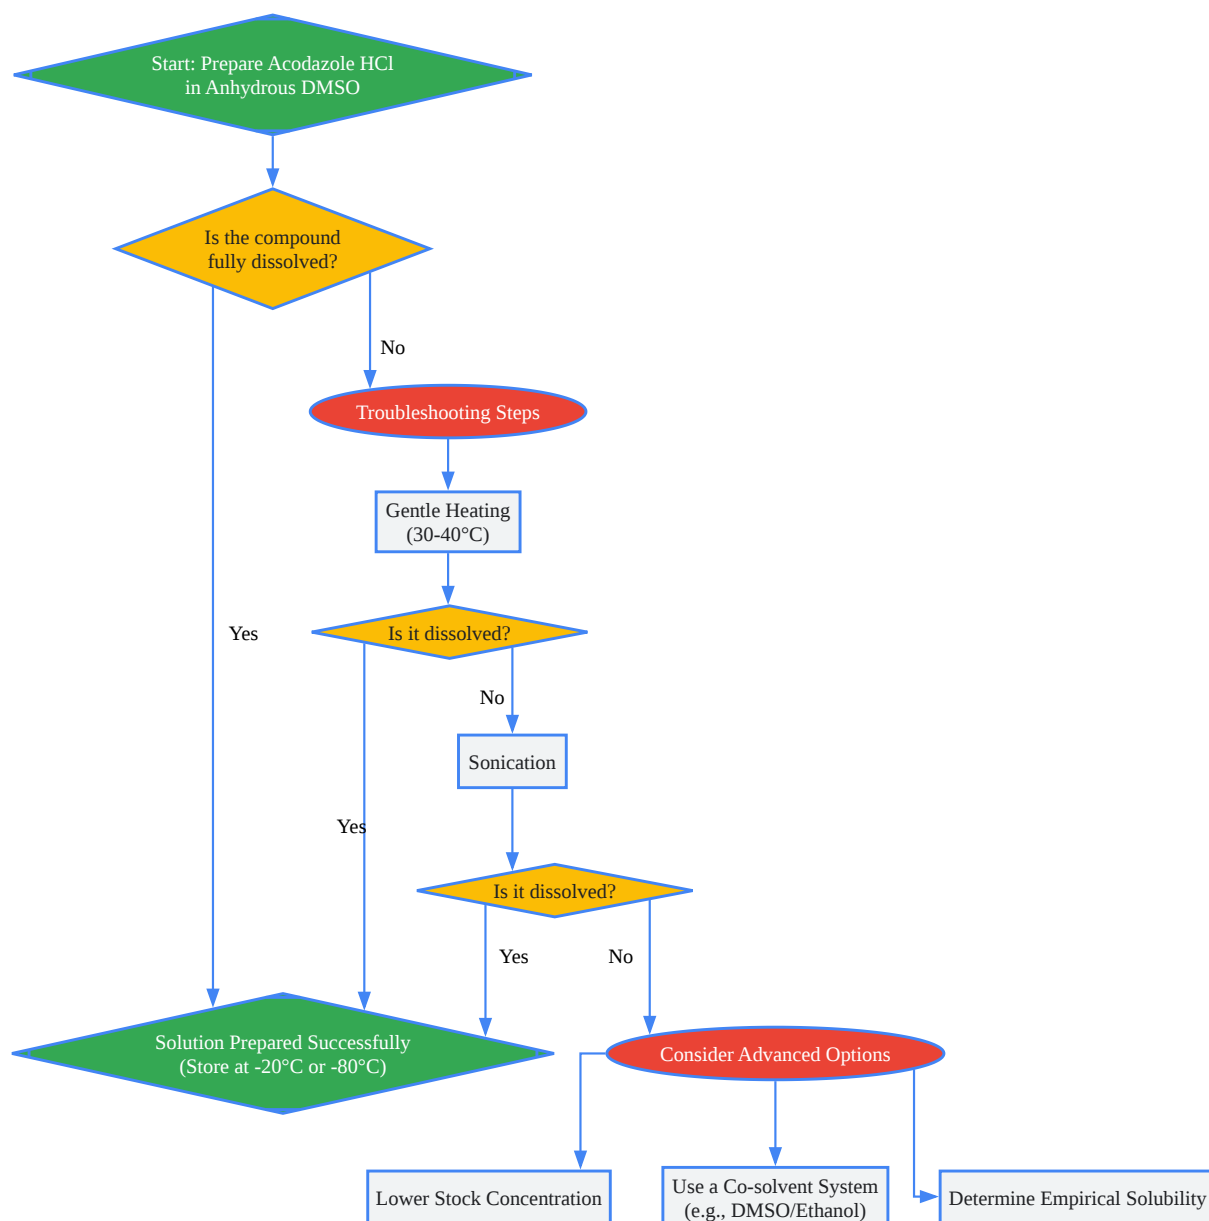 Start: Prepare Acodazole HCl
in Anhydrous DMSO
Is the compound
fully dissolved?
No
Troubleshooting Steps
Gentle Heating
(30-40°C)
Yes
Is it dissolved?
No
Sonication
Yes
Is it dissolved?
Yes
No
Solution Prepared Successfully
(Store at -20°C or -80°C)
Consider Advanced Options
Lower Stock Concentration
Use a Co-solvent System
(e.g., DMSO/Ethanol)
Determine Empirical Solubility